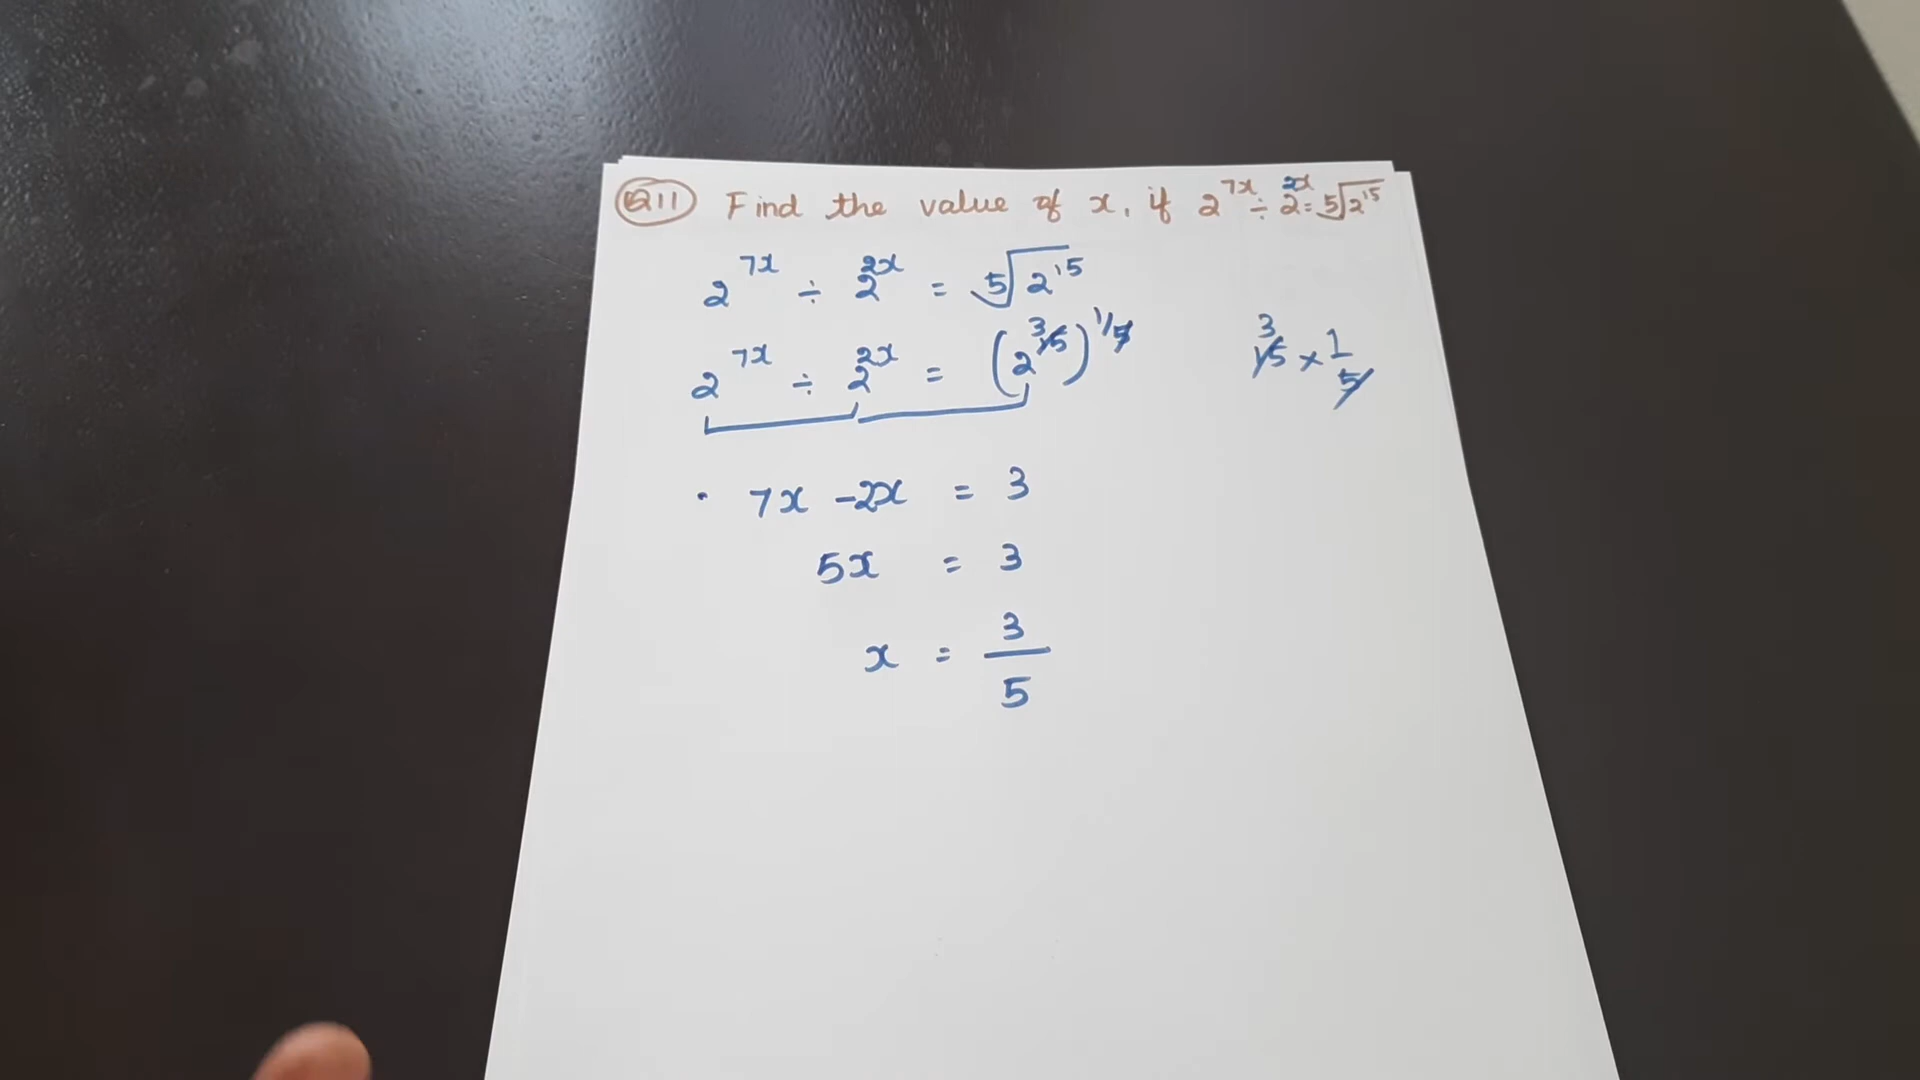 Q11 Find the value of x, if 2^7x ÷ 2^2x = ⁵√2^15
2^7x ÷ 2^2x = ⁵√2^15
2^7x ÷ 2^2x = (2^15)^1/5 3
3
15 × 1/5
7x - 2x = 3
5x = 3
x = 3/5